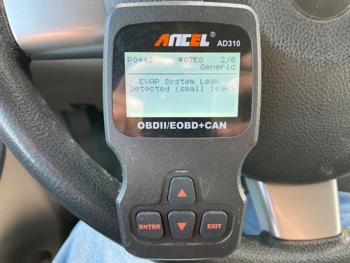 ANCEL
AD310
P0442 #07E8 2/6
Generic
EVAP System Leak
Detected (small leak)
OBDII/EOBD+CAN
ENTER
EXIT